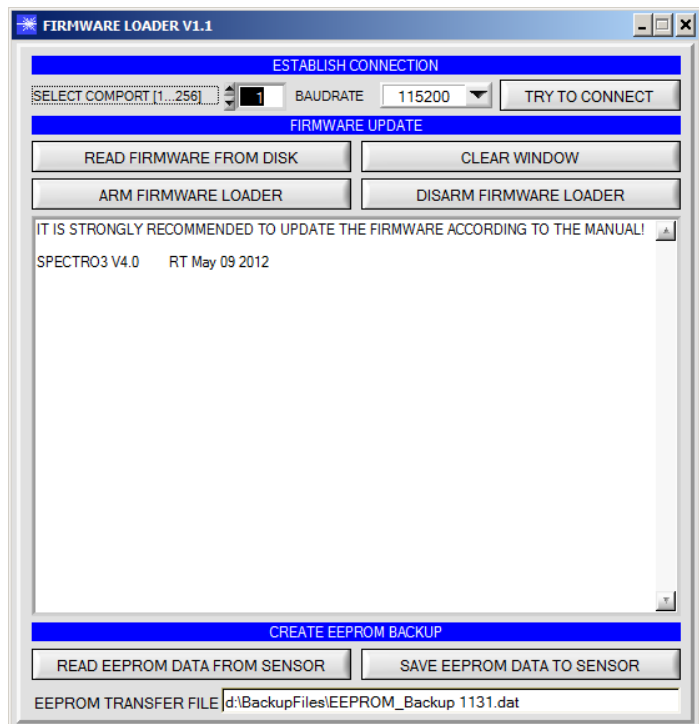 FIRMWARE LOADER V1.1
ESTABLISH CONNECTION
SELECT COMPORT [1...256] 1 BAUDRATE 115200 TRY TO CONNECT
FIRMWARE UPDATE
READ FIRMWARE FROM DISK CLEAR WINDOW
ARM FIRMWARE LOADER DISARM FIRMWARE LOADER
IT IS STRONGLY RECOMMENDED TO UPDATE THE FIRMWARE ACCORDING TO THE MANUAL!
SPECTRO3 V4.0 RT May 09 2012
CREATE EEPROM BACKUP
READ EEPROM DATA FROM SENSOR SAVE EEPROM DATA TO SENSOR
EEPROM TRANSFER FILE d:\BackupFiles\EEPROM_Backup 1131.dat